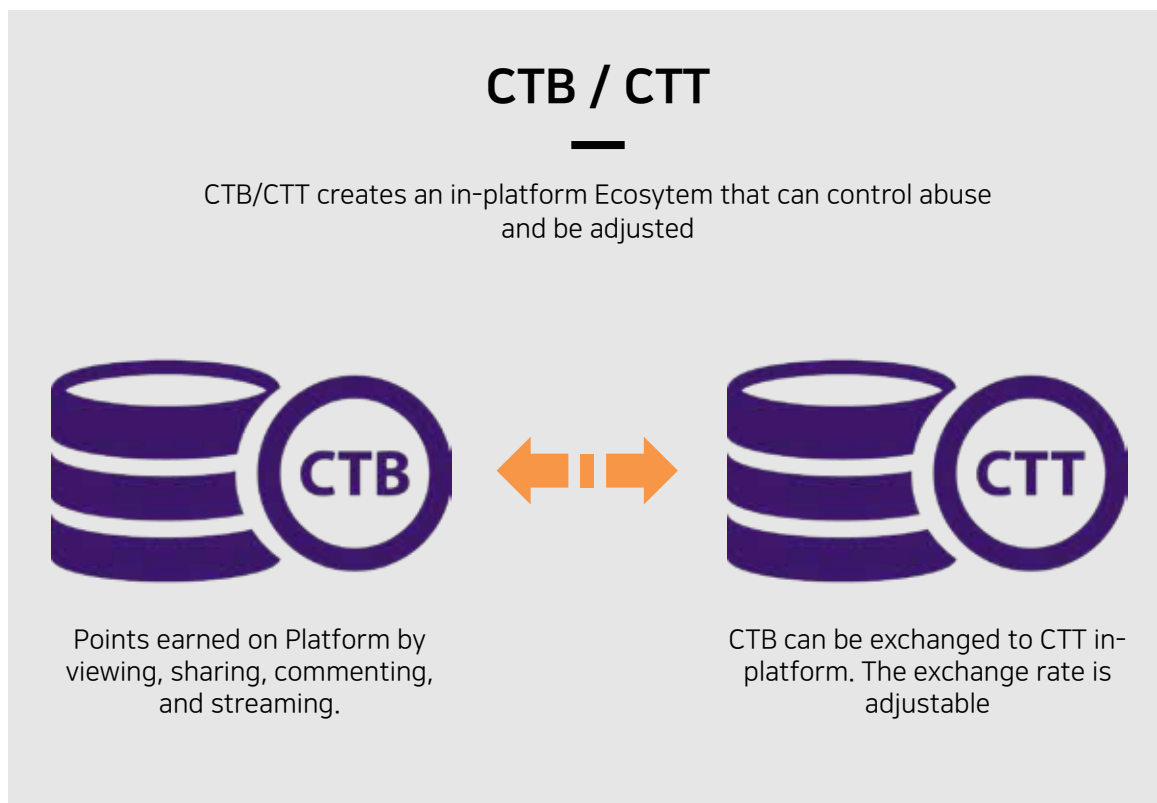 CTB / CTT
CTB/CTT creates an in-platform Ecosytem that can control abuse
and be adjusted
CTB
CTT
Points earned on Platform by
viewing, sharing, commenting,
and streaming.
CTB can be exchanged to CTT in-
platform. The exchange rate is
adjustable